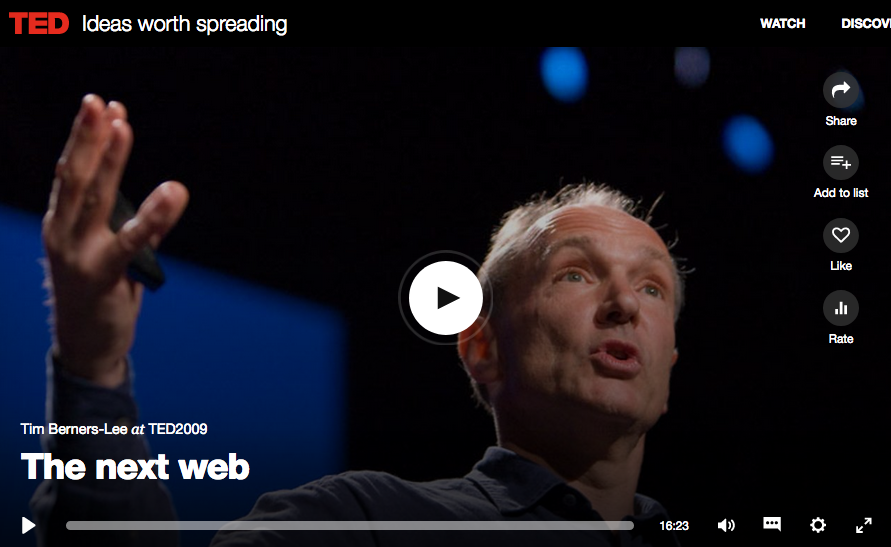 TED Ideas worth spreading WATCH DISCOV
Share
Add to list
Like
Rate
Tim Berners-Lee at TED2009
The next web
16:23